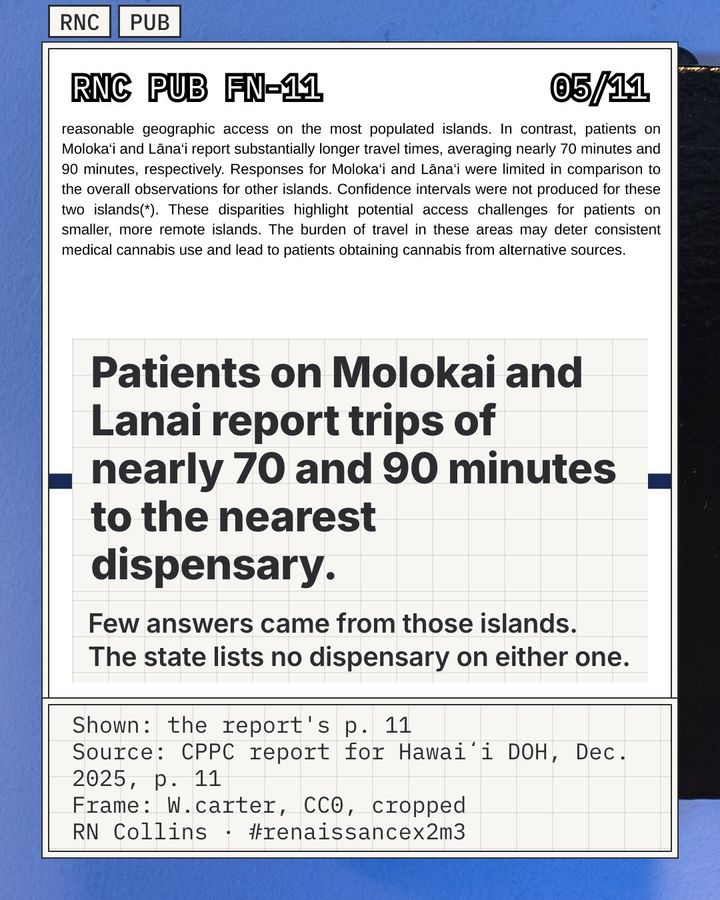 RNC PUB
RNC PUB FN-11 05/11
reasonable geographic access on the most populated islands. In contrast, patients on
Molokaʻi and Lānaʻi report substantially longer travel times, averaging nearly 70 minutes and
90 minutes, respectively. Responses for Molokaʻi and Lānaʻi were limited in comparison to
the overall observations for other islands. Confidence intervals were not produced for these
two islands(*). These disparities highlight potential access challenges for patients on
smaller, more remote islands. The burden of travel in these areas may deter consistent
medical cannabis use and lead to patients obtaining cannabis from alternative sources.
Patients on Molokai and
Lanai report trips of
nearly 70 and 90 minutes
to the nearest
dispensary.
Few answers came from those islands.
The state lists no dispensary on either one.
Shown: the report's p. 11
Source: CPPC report for Hawaiʻi DOH, Dec.
2025, p. 11
Frame: W.carter, CC0, cropped
RN Collins · #renaissancex2m3